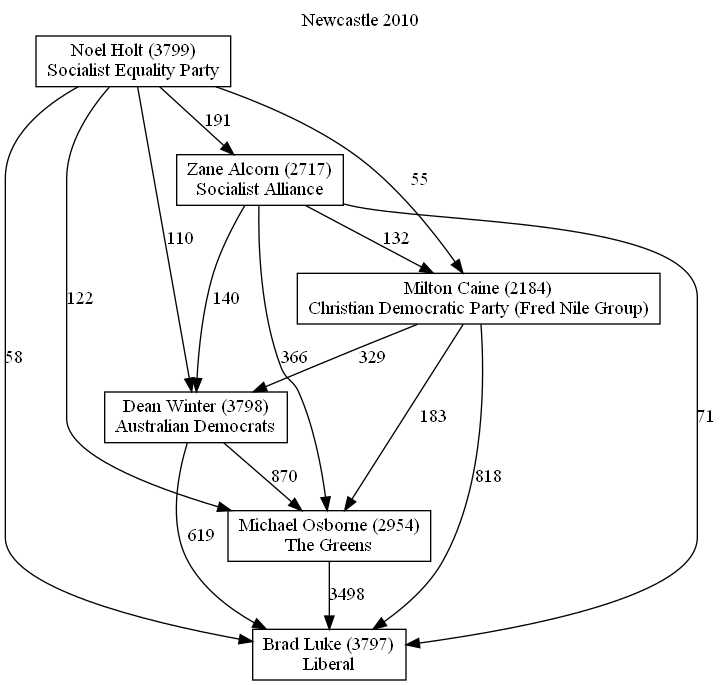 Newcastle 2010
Noel Holt (3799)
Socialist Equality Party
191
Zane Alcorn (2717)
Socialist Alliance
55
110
132
140
Milton Caine (2184)
Christian Democratic Party (Fred Nile Group)
122
58
366
329
Dean Winter (3798)
Australian Democrats
183
71
870
818
Michael Osborne (2954)
The Greens
619
3498
Brad Luke (3797)
Liberal